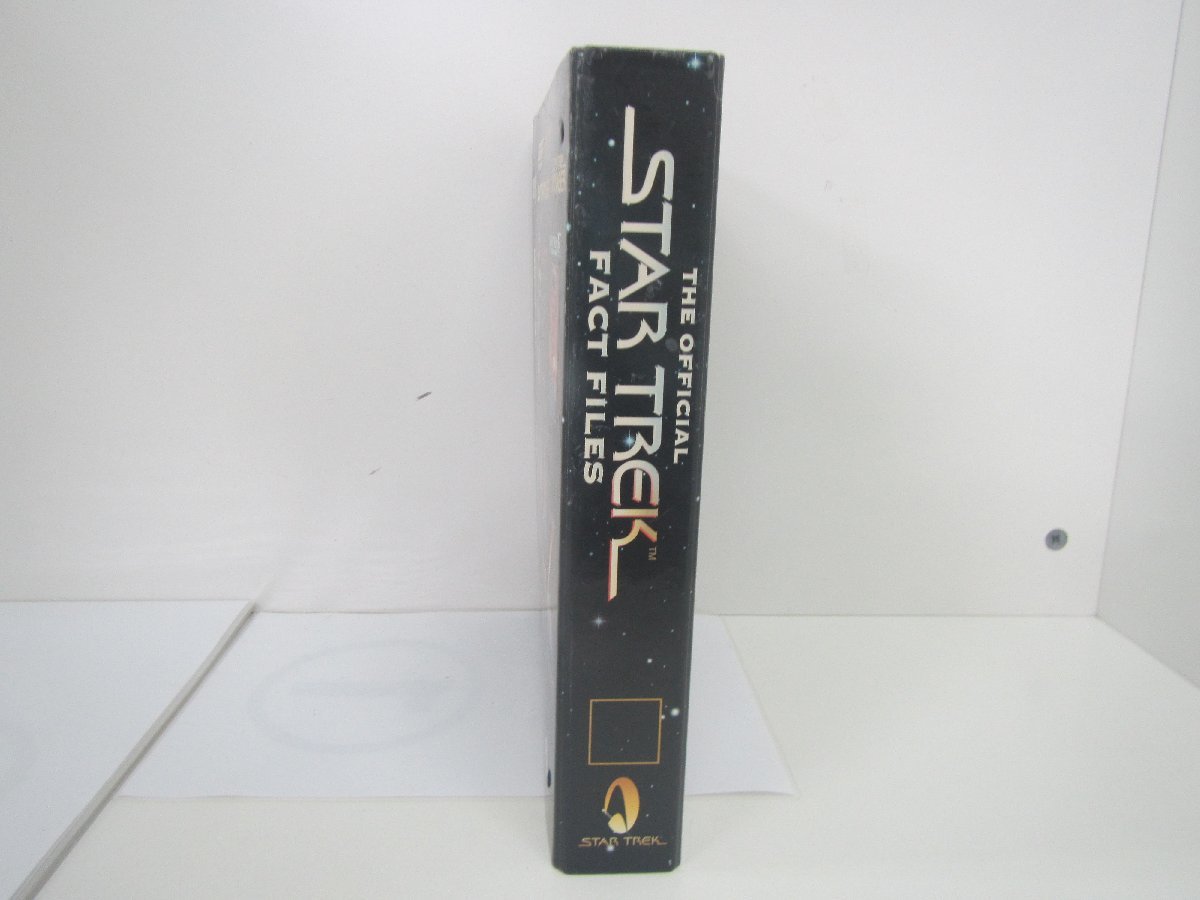 THE OFFICIAL
STAR TREK™
FACT FILES
STAR TREK